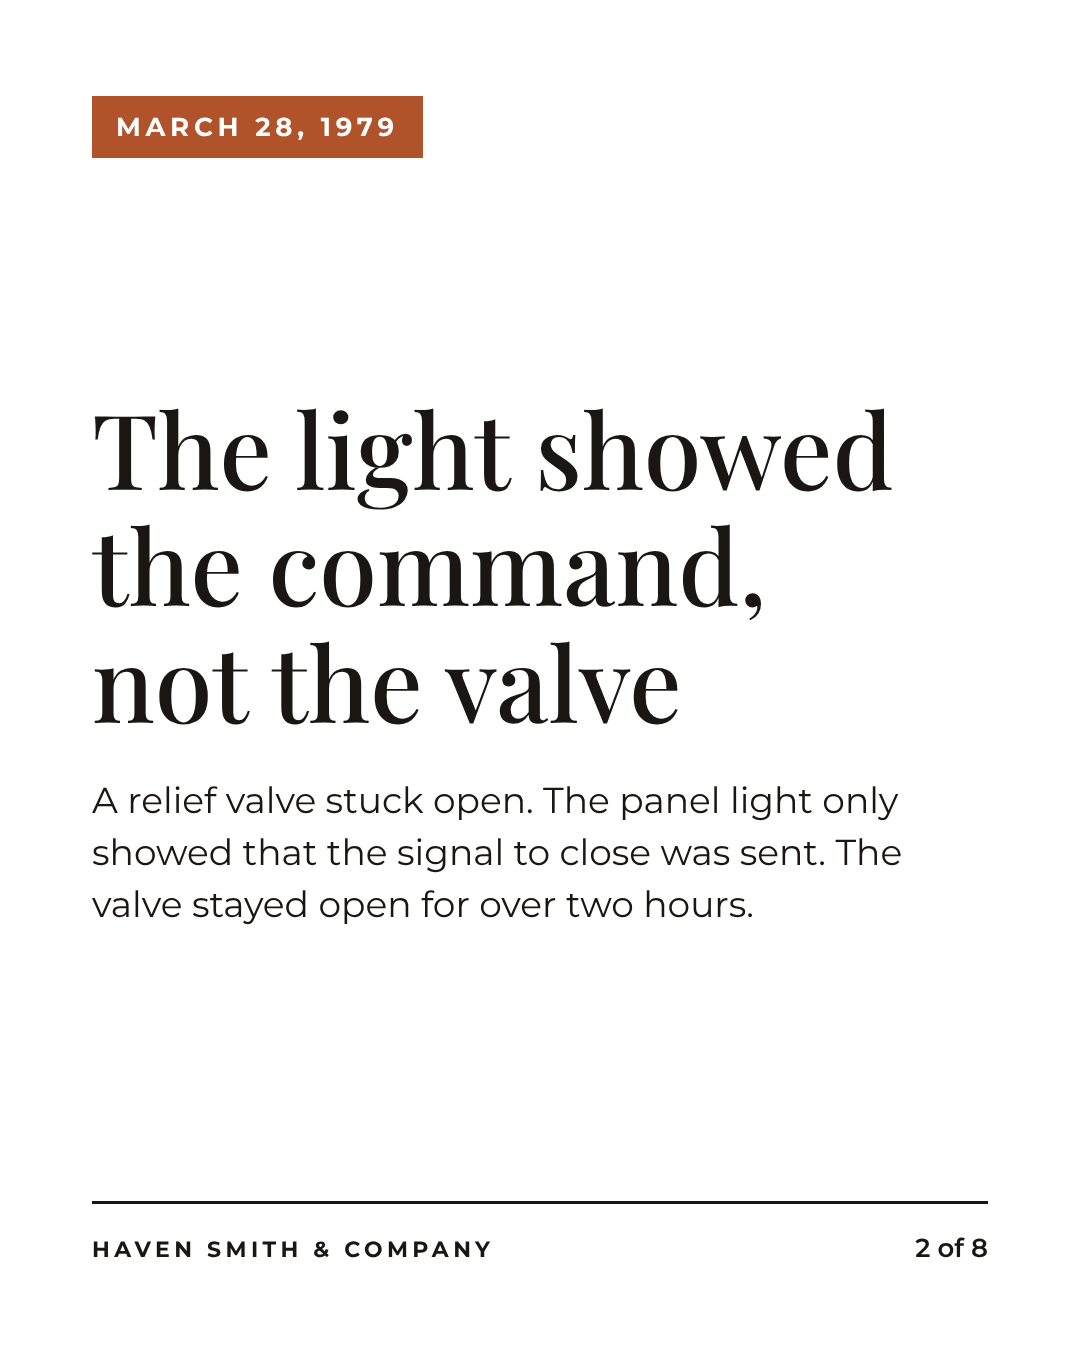 MARCH 28, 1979
The light showed
the command,
not the valve
A relief valve stuck open. The panel light only
showed that the signal to close was sent. The
valve stayed open for over two hours.
HAVEN SMITH & COMPANY
2 of 8